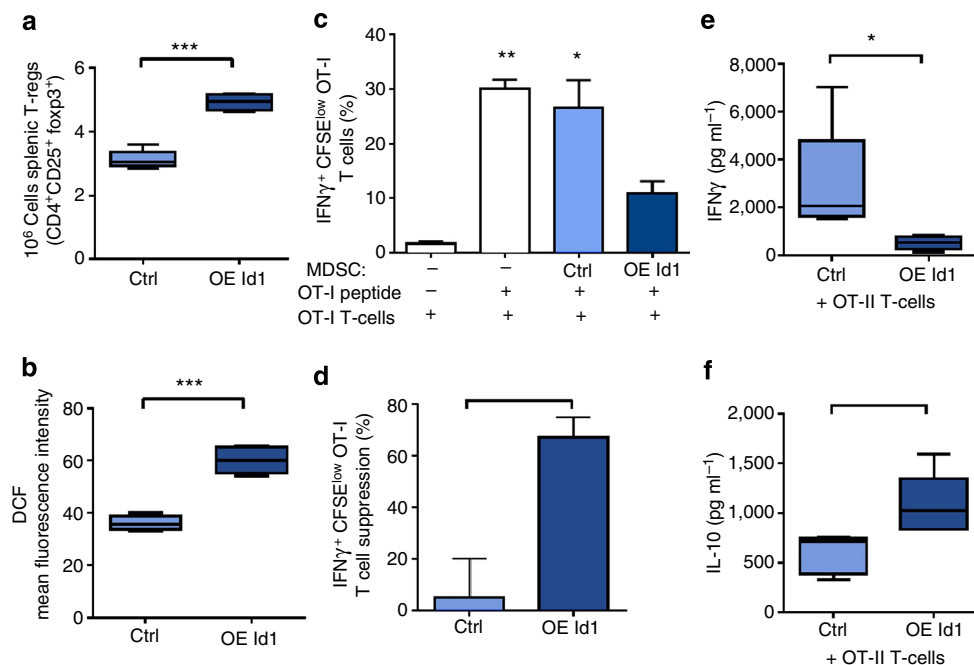 a
***
6
4
2
0
10⁶ Cells splenic T-regs
(CD4⁺CD25⁺ foxp3⁺)
Ctrl
OE Id1
b
***
80
60
40
20
0
DCF
mean fluorescence intensity
Ctrl
OE Id1
c
**
*
40
30
20
10
0
IFNγ⁺ CFSEˡᵒʷ OT-I
T cells (%)
MDSC: – – Ctrl OE Id1
OT-I peptide – + + +
OT-I T-cells + + + +
d
80
60
40
20
0
IFNγ⁺ CFSEˡᵒʷ OT-I
T cell suppression (%)
Ctrl
OE Id1
e
*
8,000
6,000
4,000
2,000
0
IFNγ (pg ml⁻¹)
Ctrl
OE Id1
+ OT-II T-cells
f
2,000
1,500
1,000
500
0
IL-10 (pg ml⁻¹)
Ctrl
OE Id1
+ OT-II T-cells